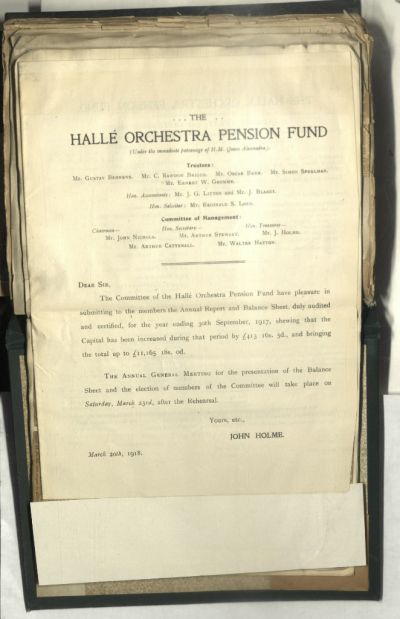 ... THE ...
HALLÉ ORCHESTRA PENSION FUND
(Under the immediate patronage of H.M. Queen Alexandra).
Trustees:
Mr. Gustav Behrens. Mr. C. Rawdon Briggs. Mr. Oscar Beer. Mr. Simon Speelman.
Mr. Ernest W. Grommé.
Hon. Accountants: Mr. J. G. Litton and Mr. J. Blakey.
Hon. Solicitor: Mr. Reginald S. Lord.
Committee of Management:
Chairman— Hon. Secretary— Hon. Treasurer—
Mr. John Nichols. Mr. Arthur Stewart. Mr. J. Holme.
Mr. Arthur Catterall. Mr. Walter Hatton.
Dear Sir,
The Committee of the Hallé Orchestra Pension Fund have pleasure in
submitting to the members the Annual Report and Balance Sheet, duly audited
and certified, for the year ending 30th September, 1917, shewing that the
Capital has been increased during that period by £413 16s. 5d., and bringing
the total up to £11,165 18s. 0d.
The Annual General Meeting for the presentation of the Balance
Sheet and the election of members of the Committee will take place on
Saturday, March 23rd, after the Rehearsal.
Yours, etc.,
JOHN HOLME.
March 20th, 1918.